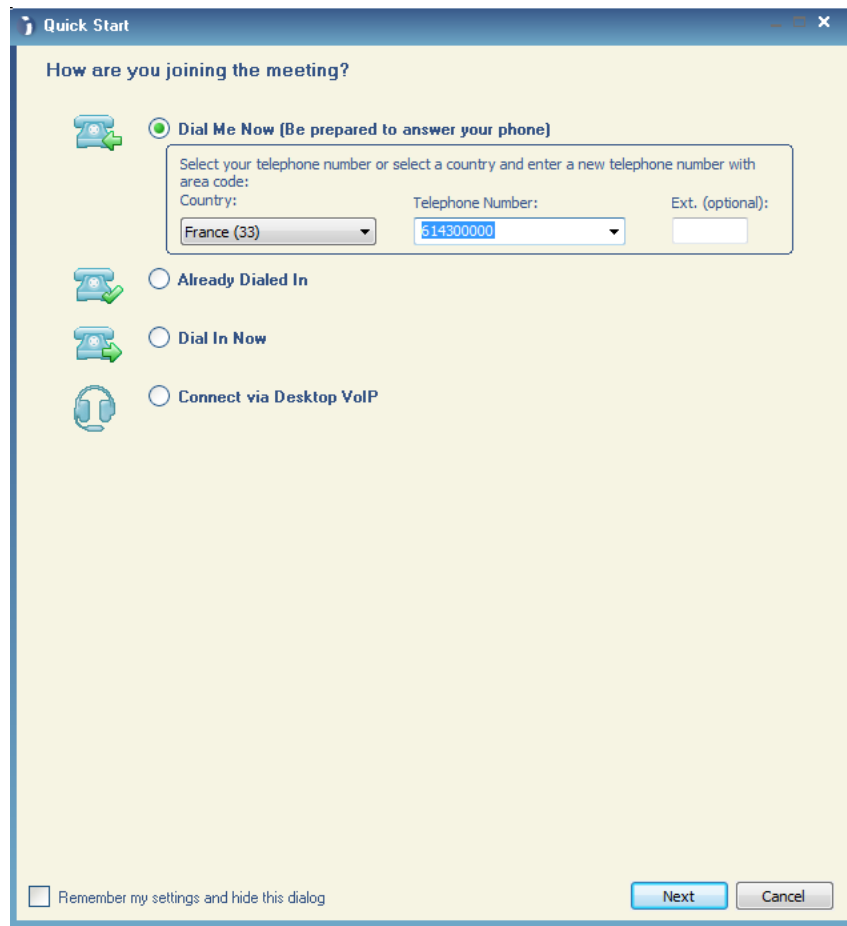 Quick Start
How are you joining the meeting?
Dial Me Now (Be prepared to answer your phone)
Select your telephone number or select a country and enter a new telephone number with
area code:
Country:
Telephone Number:
Ext. (optional):
France (33)
614300000
Already Dialed In
Dial In Now
Connect via Desktop VoIP
Remember my settings and hide this dialog
Next
Cancel